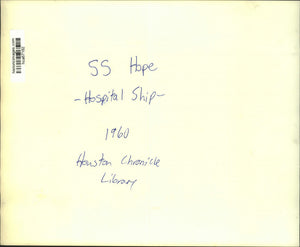 SS Hope
-Hospital Ship-
1960
Houston Chronicle
Library